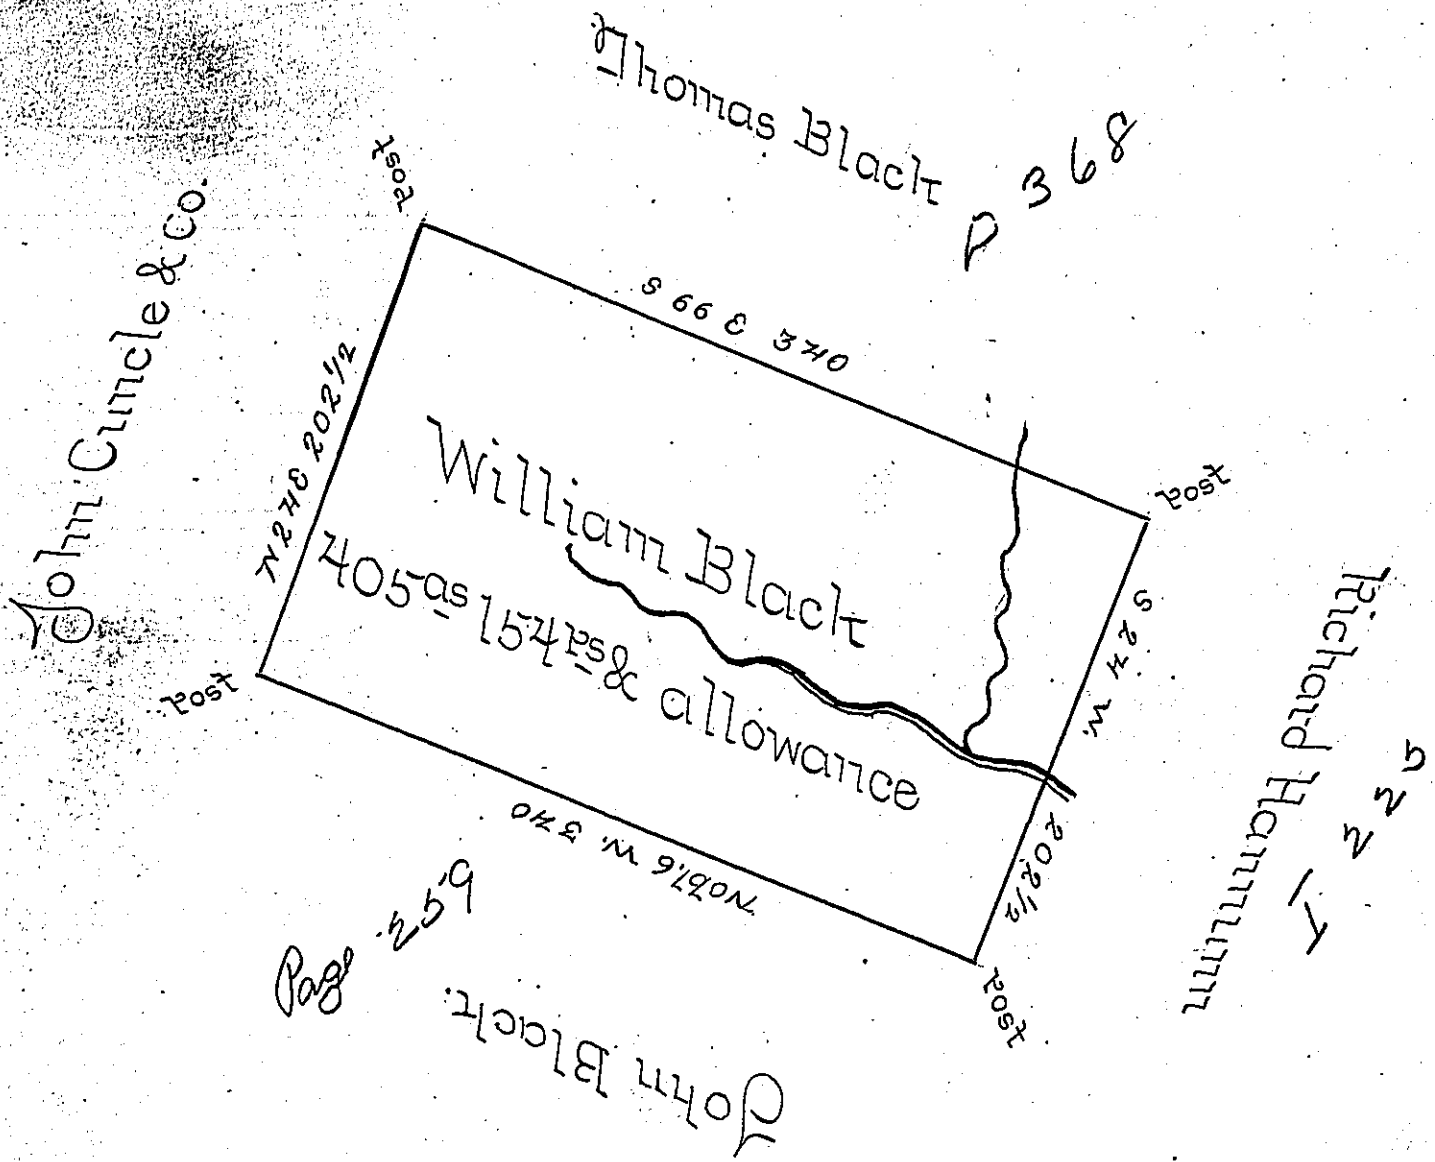 Thomas Black
P 368
post
John Cuncle & Co.
S 66 E 340
N 24 E 202 1/2
William Black
405 as 154 ps & allowance
post
S 24 W. 202 1/2
Richard Hammm
I 225
post
W. 340
Page 259
John Black.
post